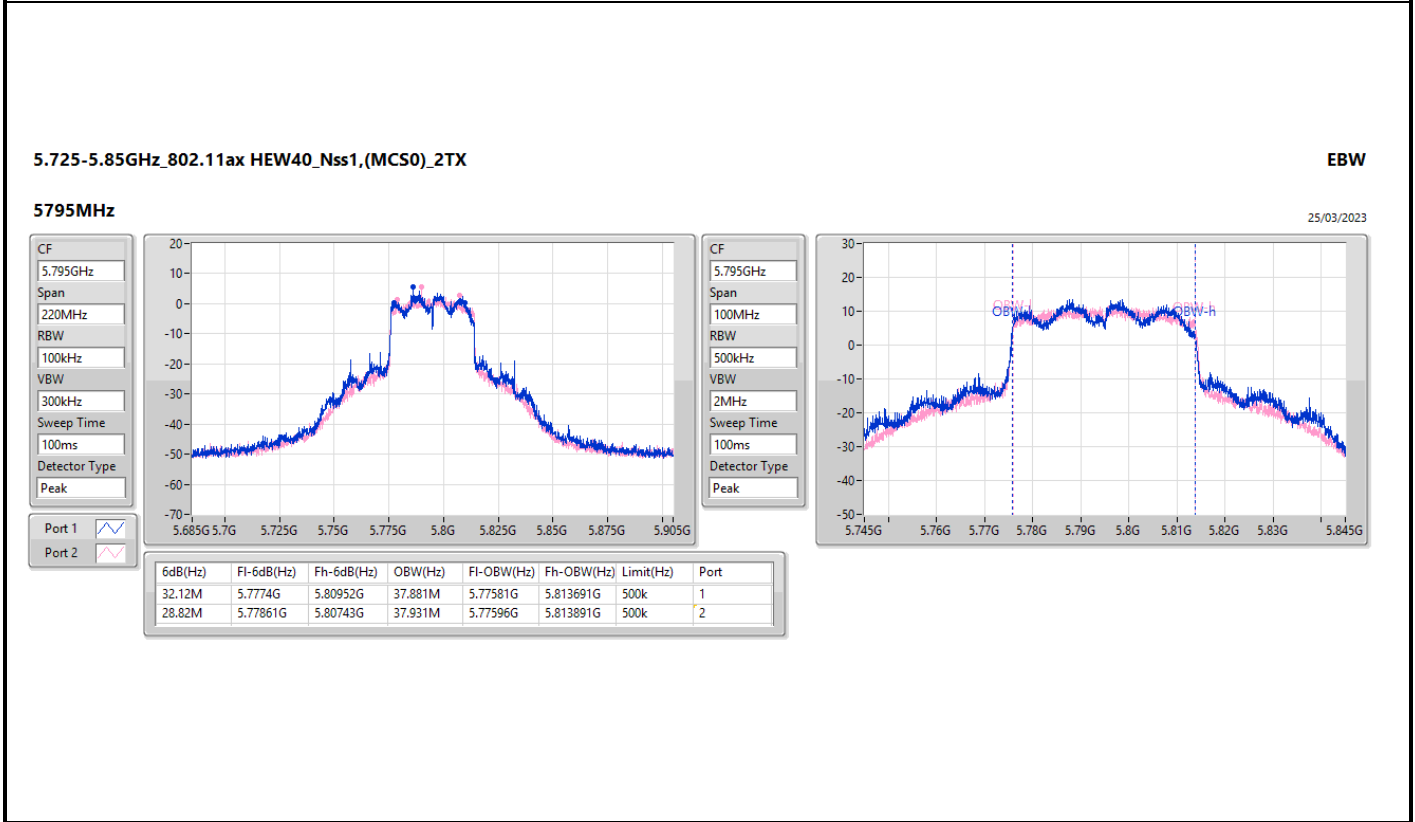 5.725-5.85GHz_802.11ax HEW40_Nss1,(MCS0)_2TX
EBW
5795MHz
25/03/2023
CF
5.795GHz
Span
220MHz
RBW
100kHz
VBW
300kHz
Sweep Time
100ms
Detector Type
Peak
Port 1
Port 2
20
10
0
-10
-20
-30
-40
-50
-60
-70
5.685G 5.7G 5.725G 5.75G 5.775G 5.8G 5.825G 5.85G 5.875G 5.905G
CF
5.795GHz
Span
100MHz
RBW
500kHz
VBW
2MHz
Sweep Time
100ms
Detector Type
Peak
30
20
10
0
-10
-20
-30
-40
-50
OBW-h
5.745G 5.76G 5.77G 5.78G 5.79G 5.8G 5.81G 5.82G 5.83G 5.845G
6dB(Hz) Fl-6dB(Hz) Fh-6dB(Hz) OBW(Hz) Fl-OBW(Hz) Fh-OBW(Hz) Limit(Hz) Port
32.12M 5.7774G 5.80952G 37.881M 5.77581G 5.813691G 500k 1
28.82M 5.77861G 5.80743G 37.931M 5.77596G 5.813891G 500k 2